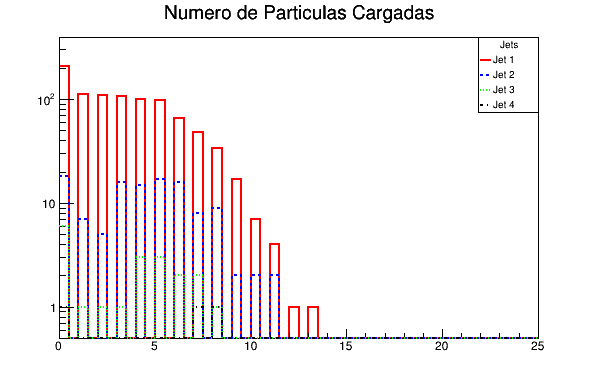 Numero de Particulas Cargadas
Jets
Jet 1
Jet 2
Jet 3
Jet 4
10²
10
1
0 5 10 15 20 25